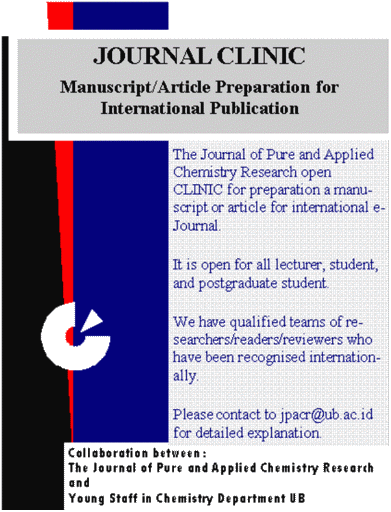 JOURNAL CLINIC
Manuscript/Article Preparation for
International Publication
The Journal of Pure and Applied
Chemistry Research open
CLINIC for preparation a manu-
script or article for international e-
Journal.
It is open for all lecturer, student,
and postgraduate student.
We have qualified teams of re-
searchers/readers/reviewers who
have been recognised internation-
ally.
Please contact to jpacr@ub.ac.id
for detailed explanation.
Collaboration between :
The Journal of Pure and Applied Chemistry Research
and
Young Staff in Chemistry Department UB